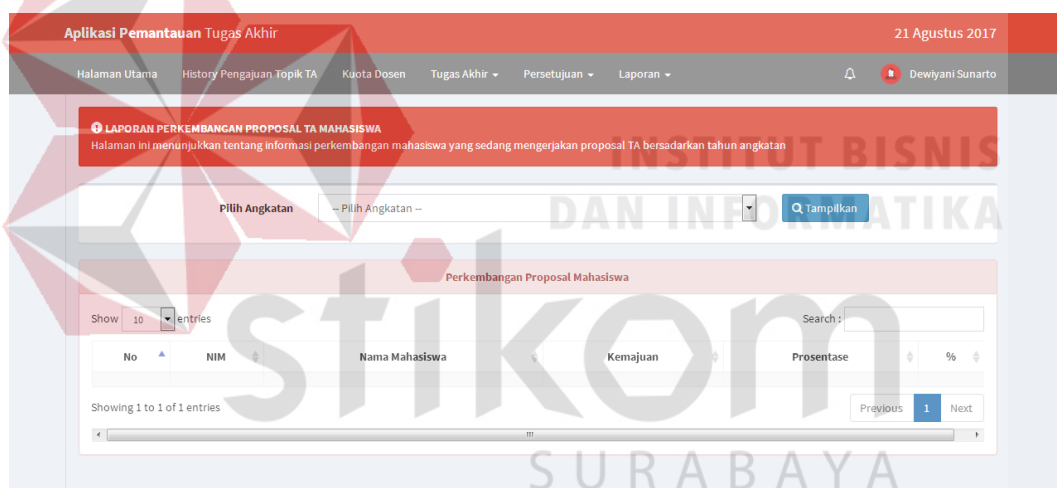 Aplikasi Pemantauan Tugas Akhir 21 Agustus 2017
Halaman Utama History Pengajuan Topik TA Kuota Dosen Tugas Akhir Persetujuan Laporan Dewiyani Sunarto
LAPORAN PERKEMBANGAN PROPOSAL TA MAHASISWA
Halaman ini menunjukkan tentang informasi perkembangan mahasiswa yang sedang mengerjakan proposal TA bersadarkan tahun angkatan
INSTITUT BISNIS
Pilih Angkatan -- Pilih Angkatan -- Tampilkan
DAN INFORMATIKA
Perkembangan Proposal Mahasiswa
stikom
Show 10 entries Search :
No NIM Nama Mahasiswa Kemajuan Prosentase %
Showing 1 to 1 of 1 entries Previous 1 Next
SURABAYA